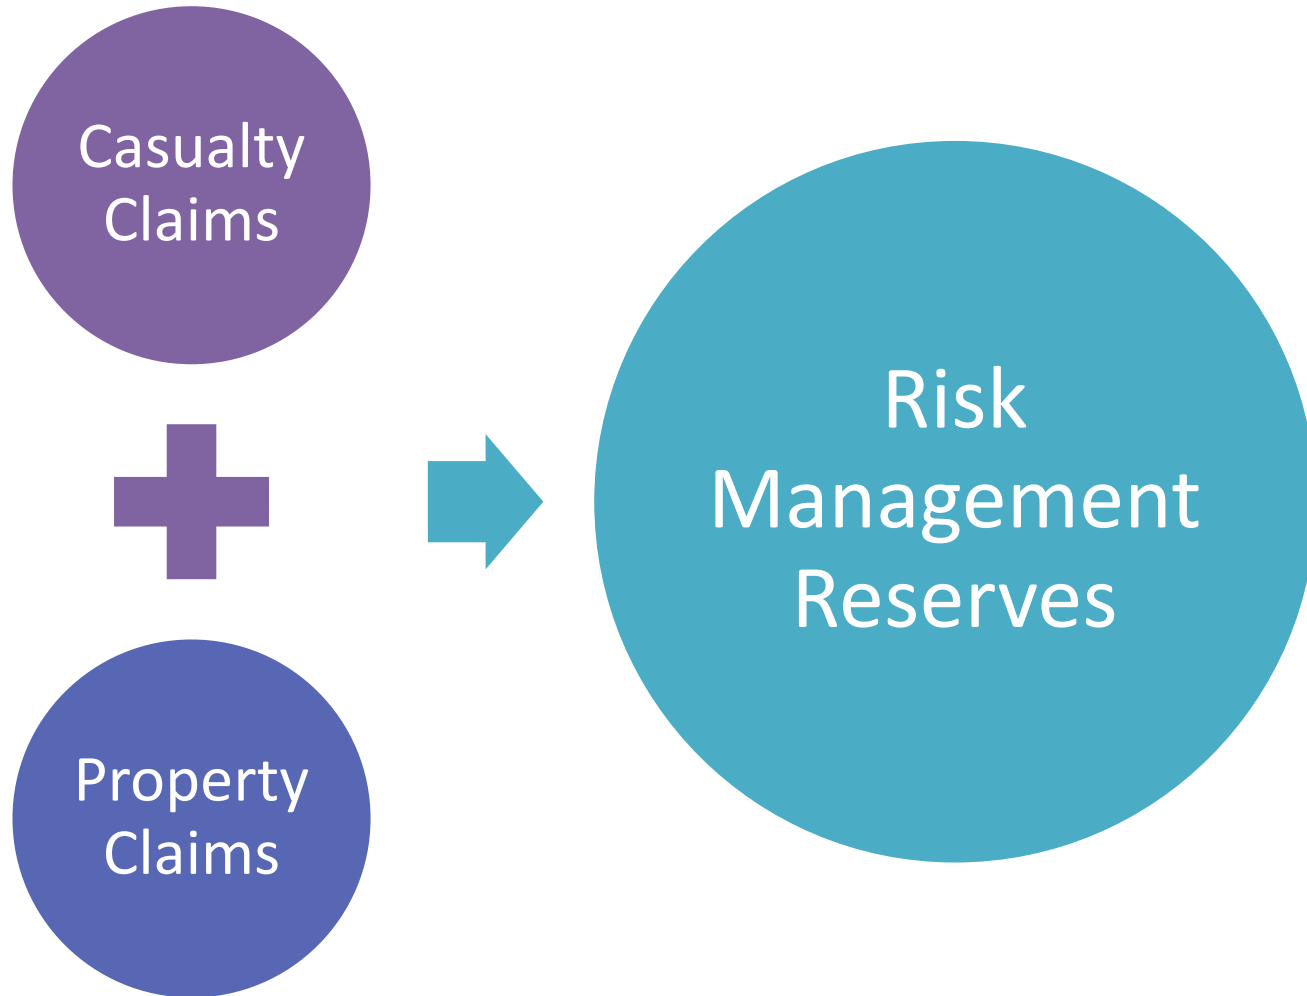 Casualty
Claims
Property
Claims
Risk
Management
Reserves